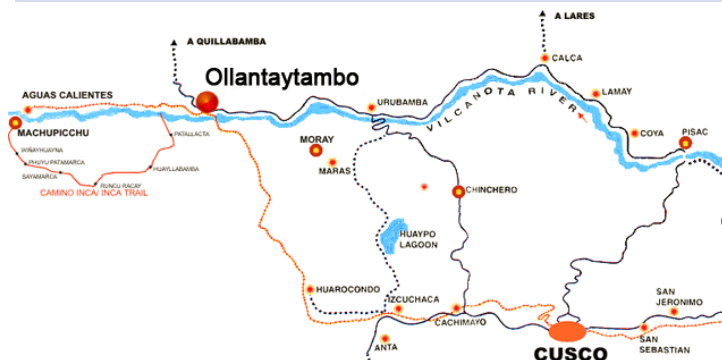 A LARES
A QUILLABAMBA
CALCA
Ollantaytambo
AGUAS CALIENTES
LAMAY
URUBAMBA
VILCANOTA RIVER
MACHUPICCHU
PATALLACTA
COYA
PISAC
MORAY
WIÑAYHUAYNA
PHUYU PATAMARCA
MARAS
SAYAMARCA
HUAYLLABAMBA
RUNCU RACAY
CAMINO INCA/ INCA TRAIL
CHINCHERO
HUAYPO
LAGOON
HUAROCONDO
IZCUCHACA
CACHIMAYO
SAN
JERONIMO
SAN
SEBASTIAN
ANTA
CUSCO